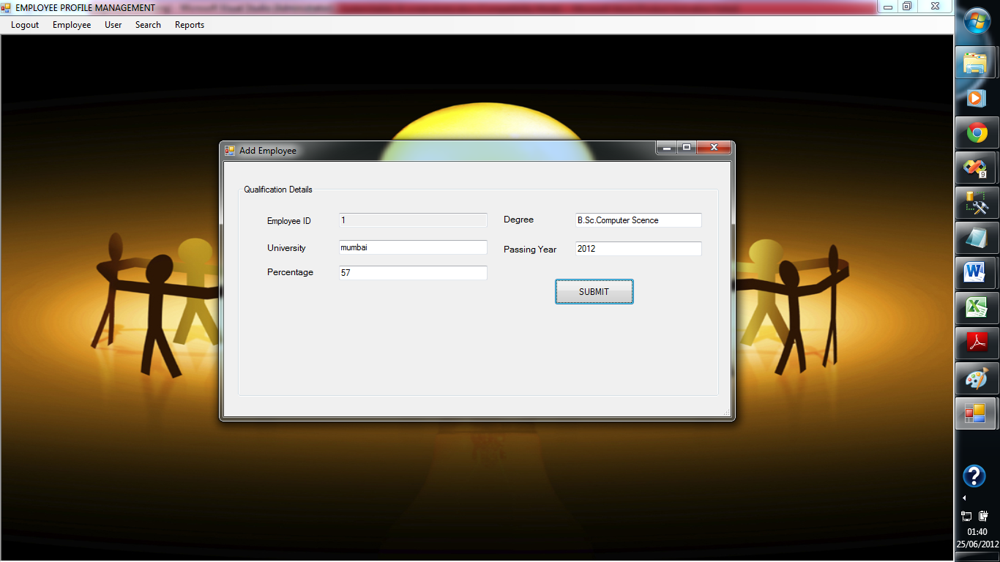 EMPLOYEE PROFILE MANAGEMENT
Logout Employee User Search Reports
Add Employee
Qualification Details
Employee ID 1 Degree B.Sc.Computer Scence
University mumbai Passing Year 2012
Percentage 57
SUBMIT
9
W
X
?
01:40
25/06/2012